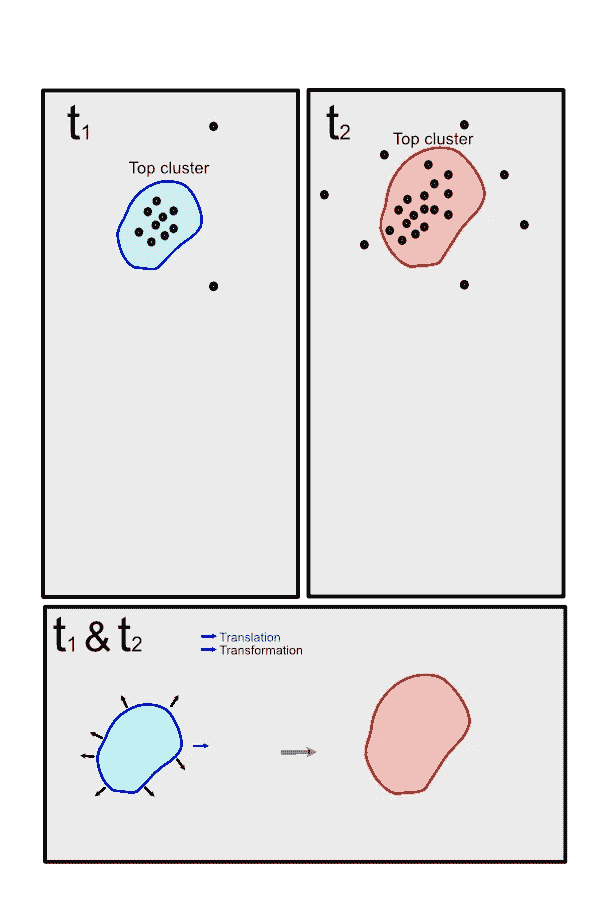 t1
Top cluster
t2
Top cluster
t1 & t2
Translation
Transformation